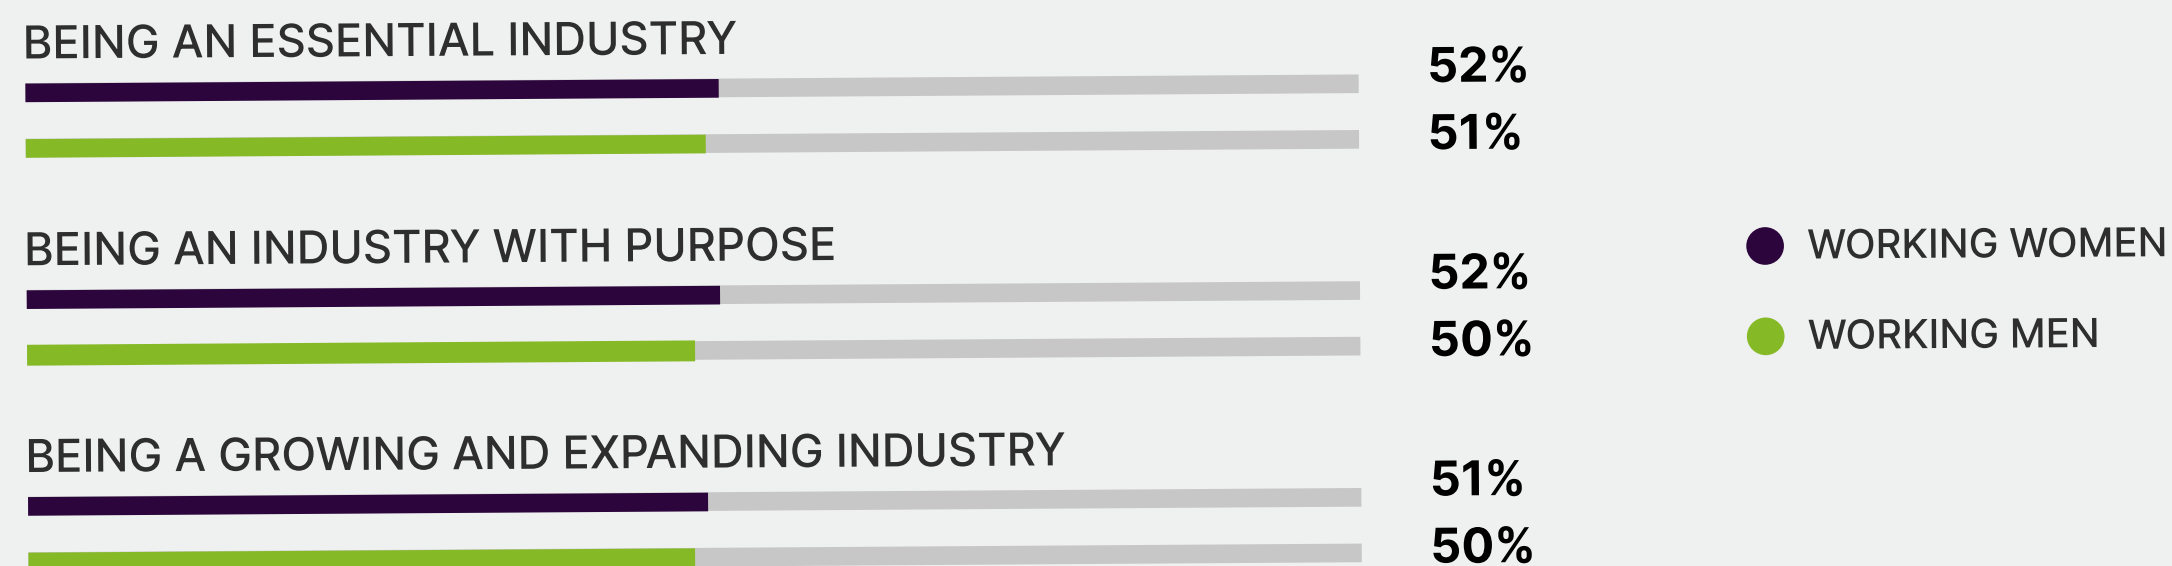 BEING AN ESSENTIAL INDUSTRY
52%
51%
BEING AN INDUSTRY WITH PURPOSE
52%
50%
WORKING WOMEN
WORKING MEN
BEING A GROWING AND EXPANDING INDUSTRY
51%
50%